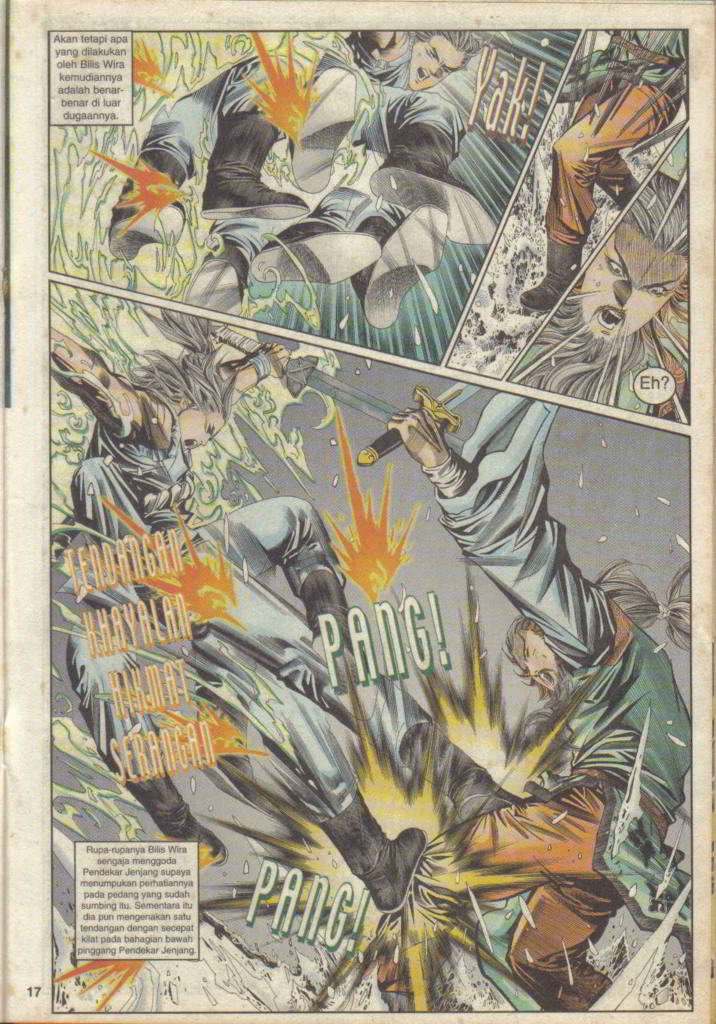 Akan tetapi apa
yang dilakukan
oleh Bilis Wira
kemudiannya
adalah benar-
benar di luar
dugaannya.
Yak!
Eh?
TENDANGAN
KHAYALAN
HIKMAT
SERANGAN
PANG!
PANG!
Rupa-rupanya Bilis Wira
sengaja menggoda
Pendekar Jenjang supaya
menumpukan perhatiannya
pada pedang yang sudah
sumbing itu. Sementara itu
dia pun mengenakan satu
tendangan dengan secepat
kilat pada bahagian bawah
pinggang Pendekar Jenjang.
17